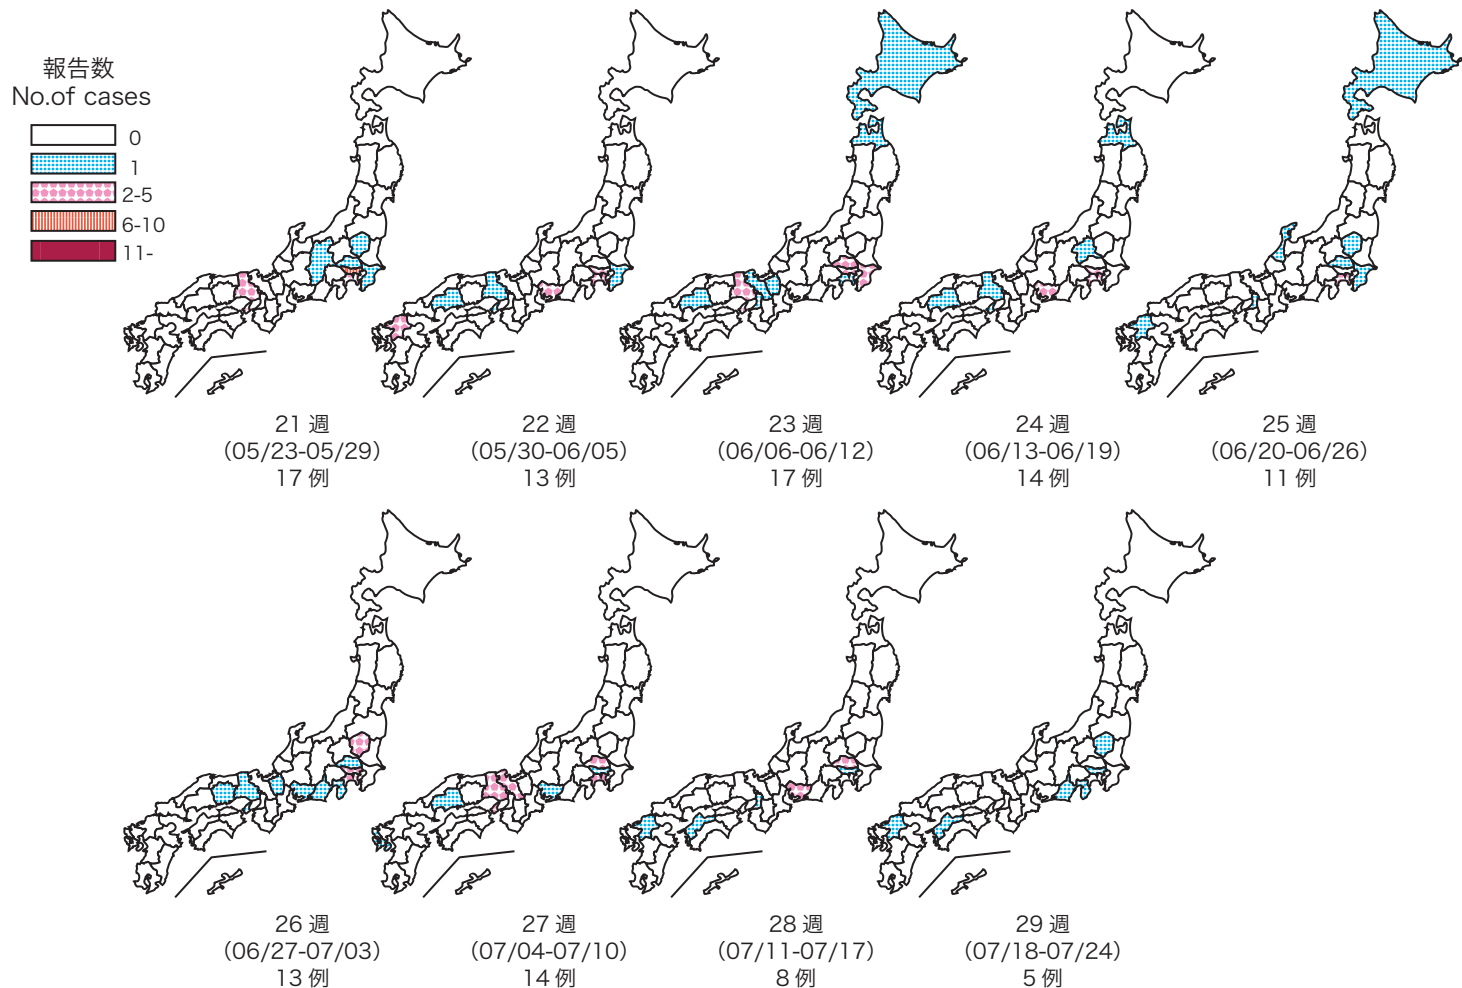 報告数
No.of cases
0
1
2-5
6-10
11-
21 週
（05/23-05/29）
17 例
22 週
（05/30-06/05）
13 例
23 週
（06/06-06/12）
17 例
24 週
（06/13-06/19）
14 例
25 週
（06/20-06/26）
11 例
26 週
（06/27-07/03）
13 例
27 週
（07/04-07/10）
14 例
28 週
（07/11-07/17）
8 例
29 週
（07/18-07/24）
5 例